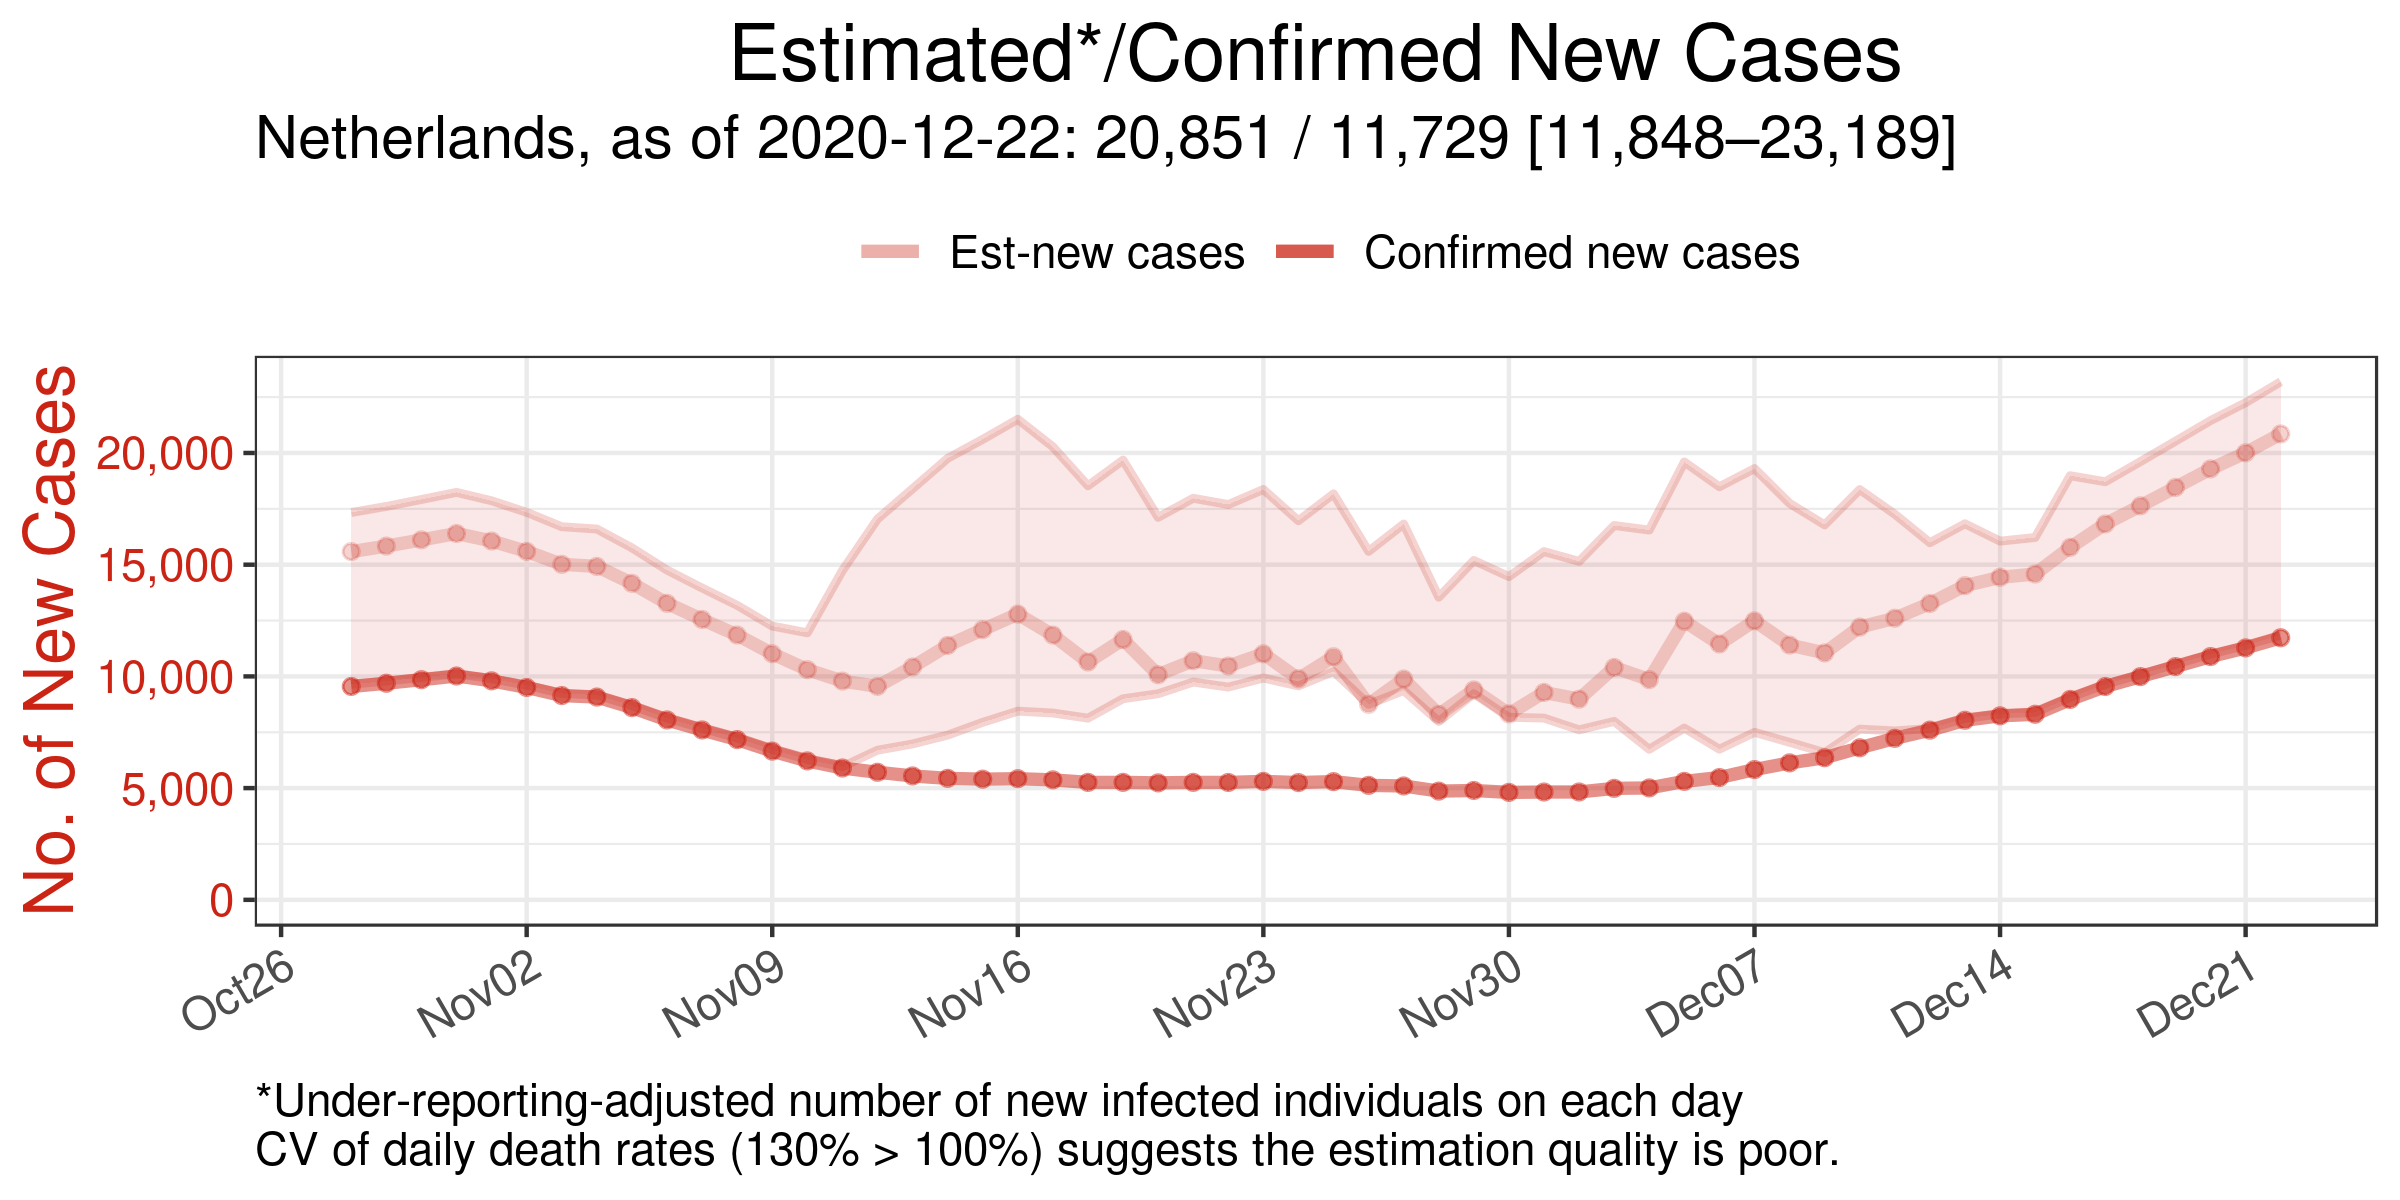 Estimated*/Confirmed New Cases
Netherlands, as of 2020-12-22: 20,851 / 11,729 [11,848–23,189]
Est-new cases
Confirmed new cases
No. of New Cases
20,000
15,000
10,000
5,000
0
Oct26
Nov02
Nov09
Nov16
Nov23
Nov30
Dec07
Dec14
Dec21
*Under-reporting-adjusted number of new infected individuals on each day
CV of daily death rates (130% > 100%) suggests the estimation quality is poor.